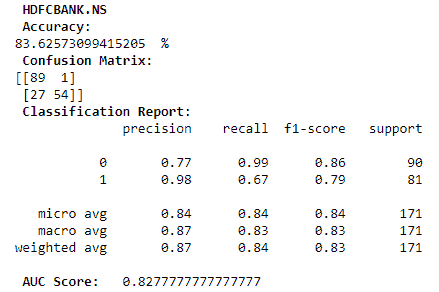 HDFCBANK.NS
Accuracy:
83.62573099415205 %
Confusion Matrix:
[[89 1]
[27 54]]
Classification Report:
precision recall f1-score support
0 0.77 0.99 0.86 90
1 0.98 0.67 0.79 81
micro avg 0.84 0.84 0.84 171
macro avg 0.87 0.83 0.83 171
weighted avg 0.87 0.84 0.83 171
AUC Score: 0.8277777777777777